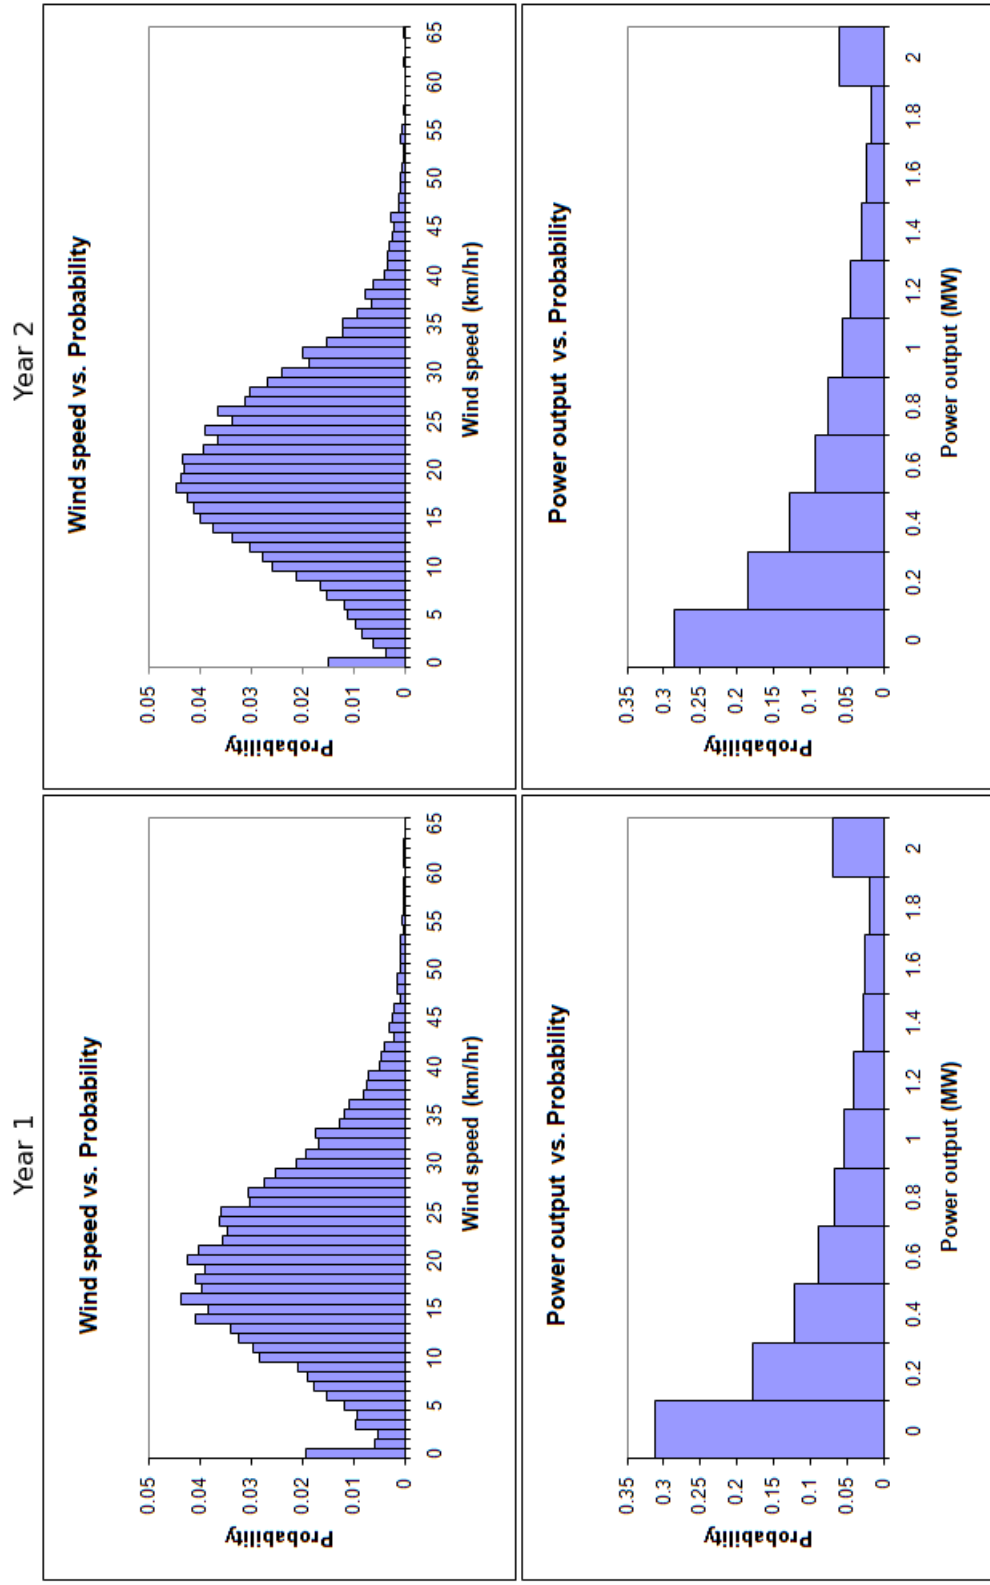 Year 1
Wind speed vs. Probability
Probability
0.05
0.04
0.03
0.02
0.01
0
0 5 10 15 20 25 30 35 40 45 50 55 60 65
Wind speed (km/hr)
Power output vs. Probability
Probability
0.35
0.3
0.25
0.2
0.15
0.1
0.05
0
0 0.2 0.4 0.6 0.8 1 1.2 1.4 1.6 1.8 2
Power output (MW)
Year 2
Wind speed vs. Probability
Probability
0.05
0.04
0.03
0.02
0.01
0
0 5 10 15 20 25 30 35 40 45 50 55 60 65
Wind speed (km/hr)
Power output vs. Probability
Probability
0.35
0.3
0.25
0.2
0.15
0.1
0.05
0
0 0.2 0.4 0.6 0.8 1 1.2 1.4 1.6 1.8 2
Power output (MW)